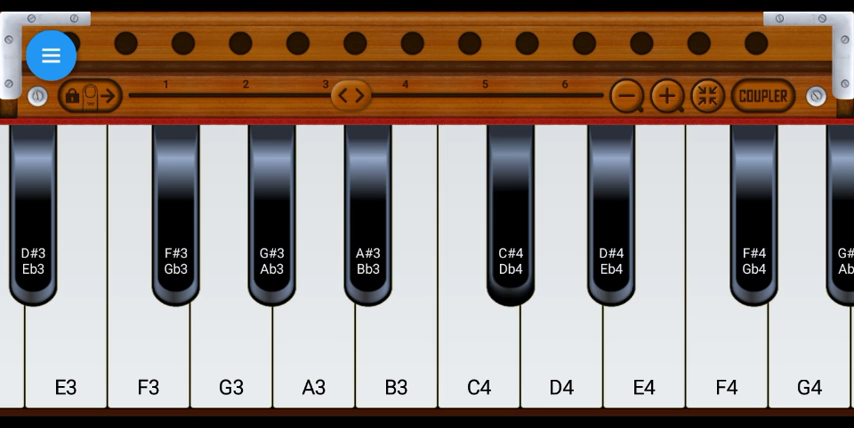 1 2 3 4 5 6
COUPLER
D#3
Eb3
F#3
Gb3
G#3
Ab3
A#3
Bb3
C#4
Db4
D#4
Eb4
F#4
Gb4
G#
Ab
E3 F3 G3 A3 B3 C4 D4 E4 F4 G4